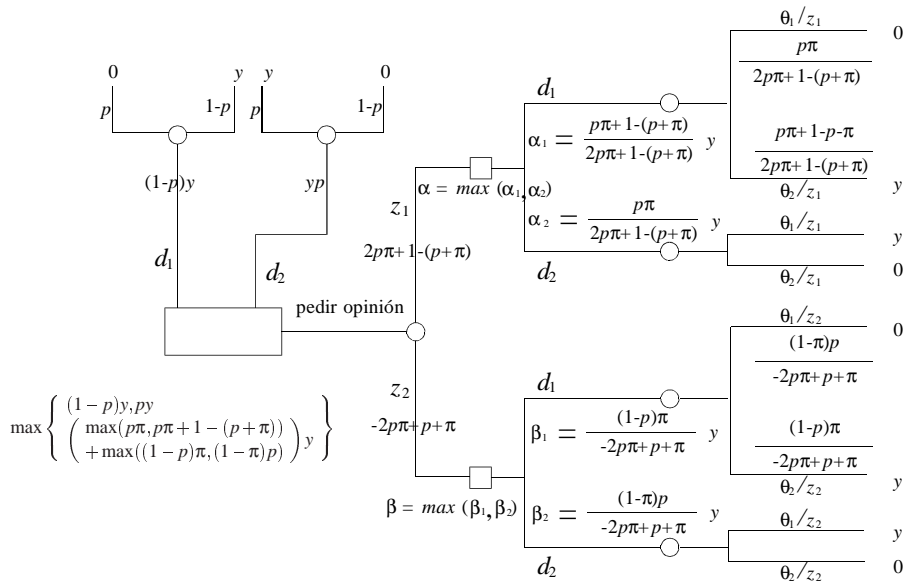 0 y y 0
p 1-p p 1-p
(1-p)y yp
d₁ d₂
pedir opinión
max { (1 − p)y, py
( max(pπ, pπ + 1 − (p + π))
+ max((1 − p)π, (1 − π)p) ) y }
z₁
2pπ+1-(p+π)
α = max (α₁,α₂)
d₁
α₁ = (pπ+1-(p+π)) / (2pπ+1-(p+π)) y
α₂ = pπ / (2pπ+1-(p+π)) y
d₂
θ₁/z₁ 0
pπ / (2pπ+1-(p+π))
(pπ+1-p-π) / (2pπ+1-(p+π))
θ₂/z₁ y
θ₁/z₁ y
θ₂/z₁ 0
z₂
-2pπ+p+π
β = max (β₁,β₂)
d₁
β₁ = (1-p)π / (-2pπ+p+π) y
β₂ = (1-π)p / (-2pπ+p+π) y
d₂
θ₁/z₂ 0
(1-π)p / (-2pπ+p+π)
(1-p)π / (-2pπ+p+π)
θ₂/z₂ y
θ₁/z₂ y
θ₂/z₂ 0